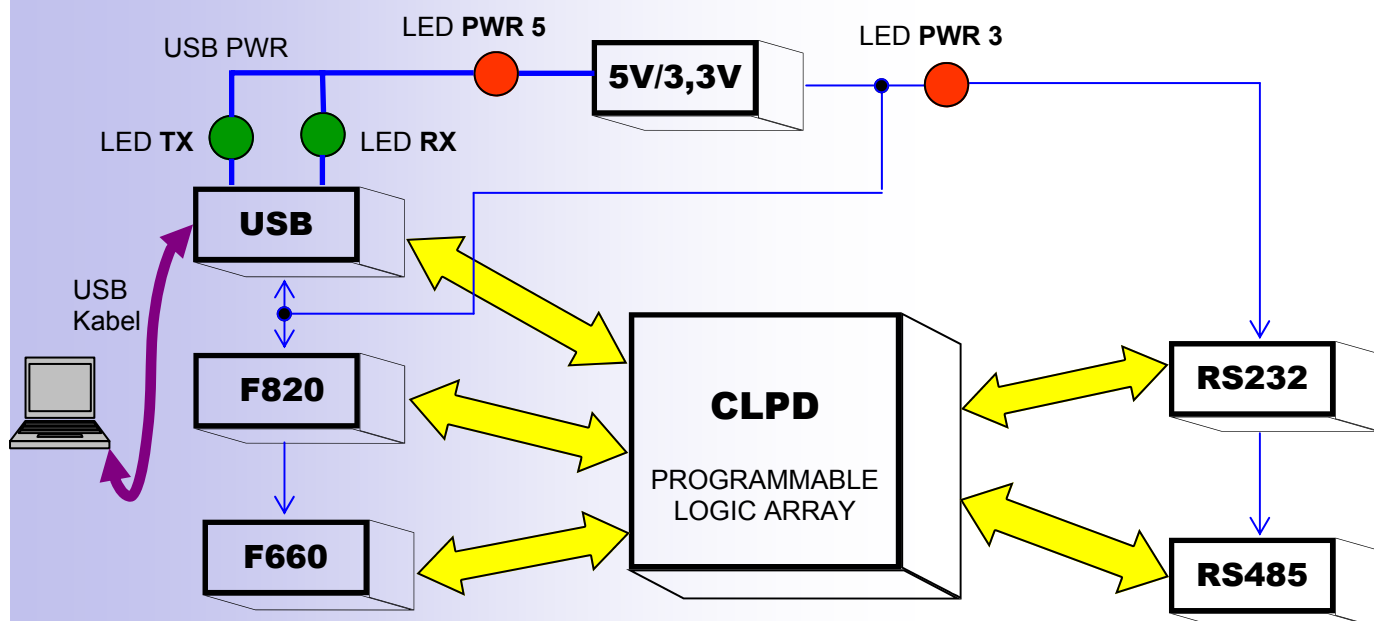 LED PWR 5
LED PWR 3
USB PWR
5V/3,3V
LED TX
LED RX
USB
USB
Kabel
F820
CLPD
RS232
PROGRAMMABLE
LOGIC ARRAY
F660
RS485